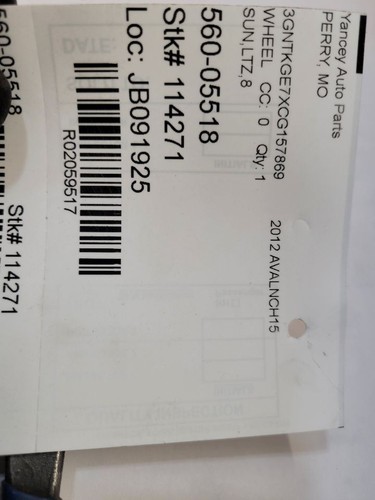 Yancey Auto Parts
PERRY, MO
3GNTKGE7XCG157869
WHEEL CC: 0 Qty: 1
2012 AVALNCH15
SUN,LTZ,8
560-05518
Stk# 114271
Loc: JB091925
R02059517
560-05518
Stk# 114271